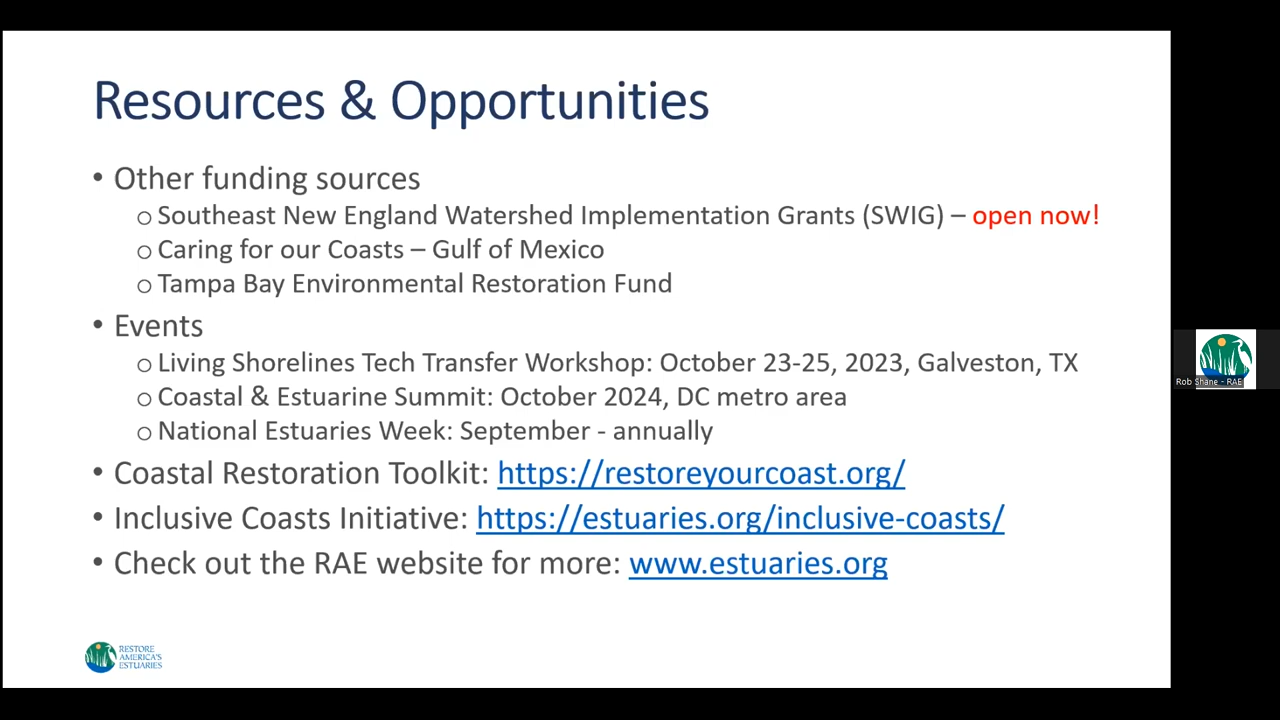 Resources & Opportunities
• Other funding sources
o Southeast New England Watershed Implementation Grants (SWIG) – open now!
o Caring for our Coasts – Gulf of Mexico
o Tampa Bay Environmental Restoration Fund
• Events
o Living Shorelines Tech Transfer Workshop: October 23-25, 2023, Galveston, TX
o Coastal & Estuarine Summit: October 2024, DC metro area
o National Estuaries Week: September - annually
• Coastal Restoration Toolkit: https://restoreyourcoast.org/
• Inclusive Coasts Initiative: https://estuaries.org/inclusive-coasts/
• Check out the RAE website for more: www.estuaries.org
RESTORE
AMERICA'S
ESTUARIES
Rob Shane - RAE